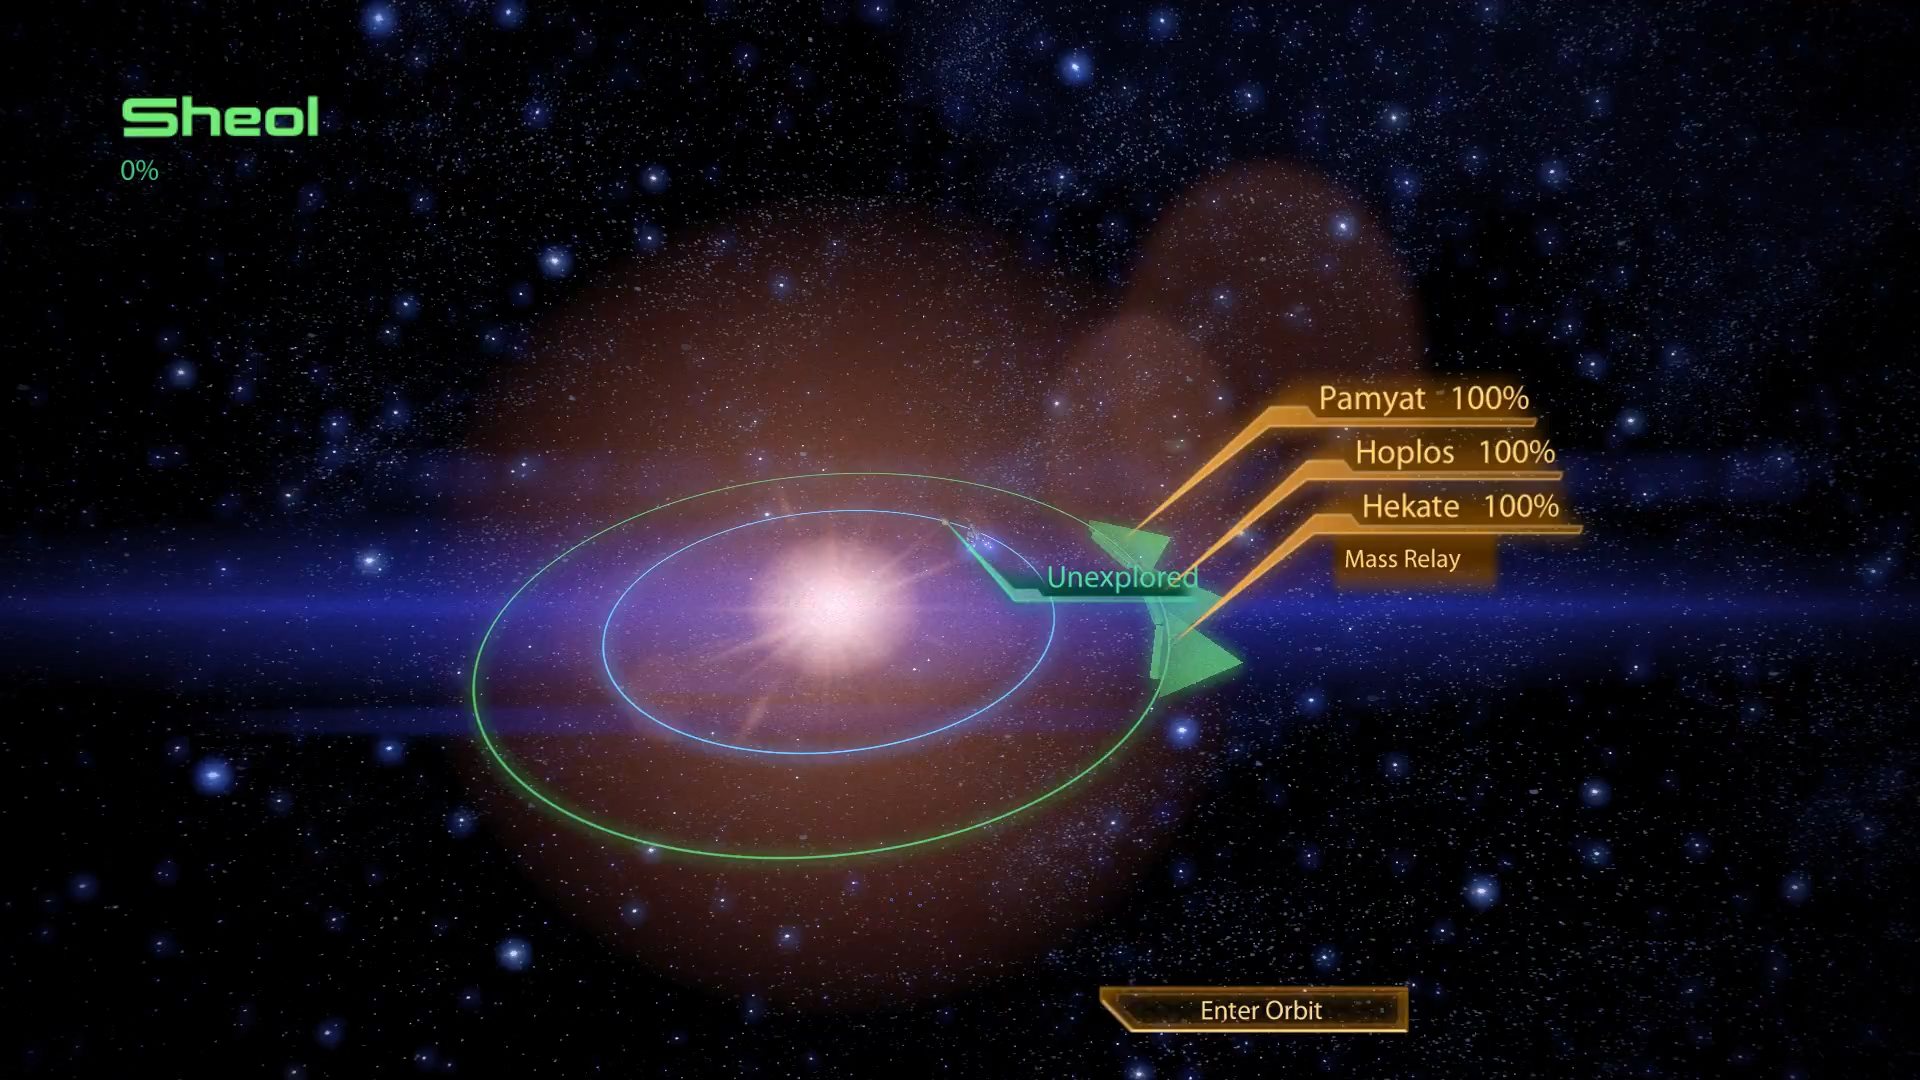 Sheol
0%
Pamyat 100%
Hoplos 100%
Hekate 100%
Mass Relay
Unexplored
Enter Orbit